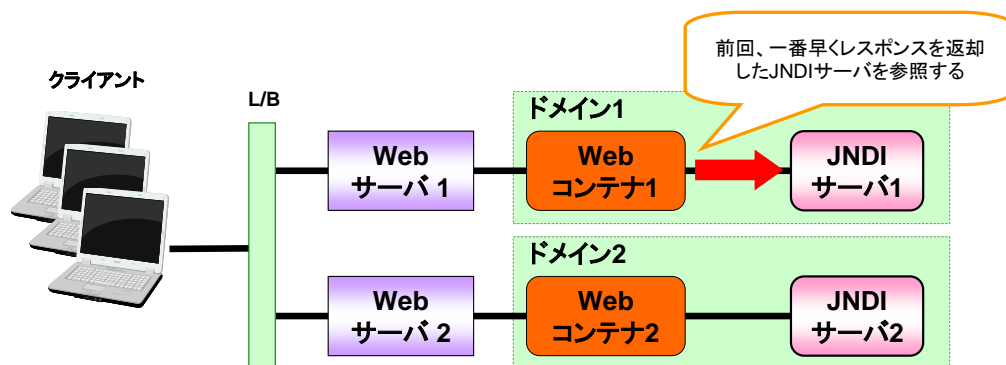 前回、一番早くレスポンスを返却
したJNDIサーバを参照する
クライアント
L/B
ドメイン1
Web
サーバ 1
Web
コンテナ1
JNDI
サーバ1
ドメイン2
Web
サーバ 2
Web
コンテナ2
JNDI
サーバ2